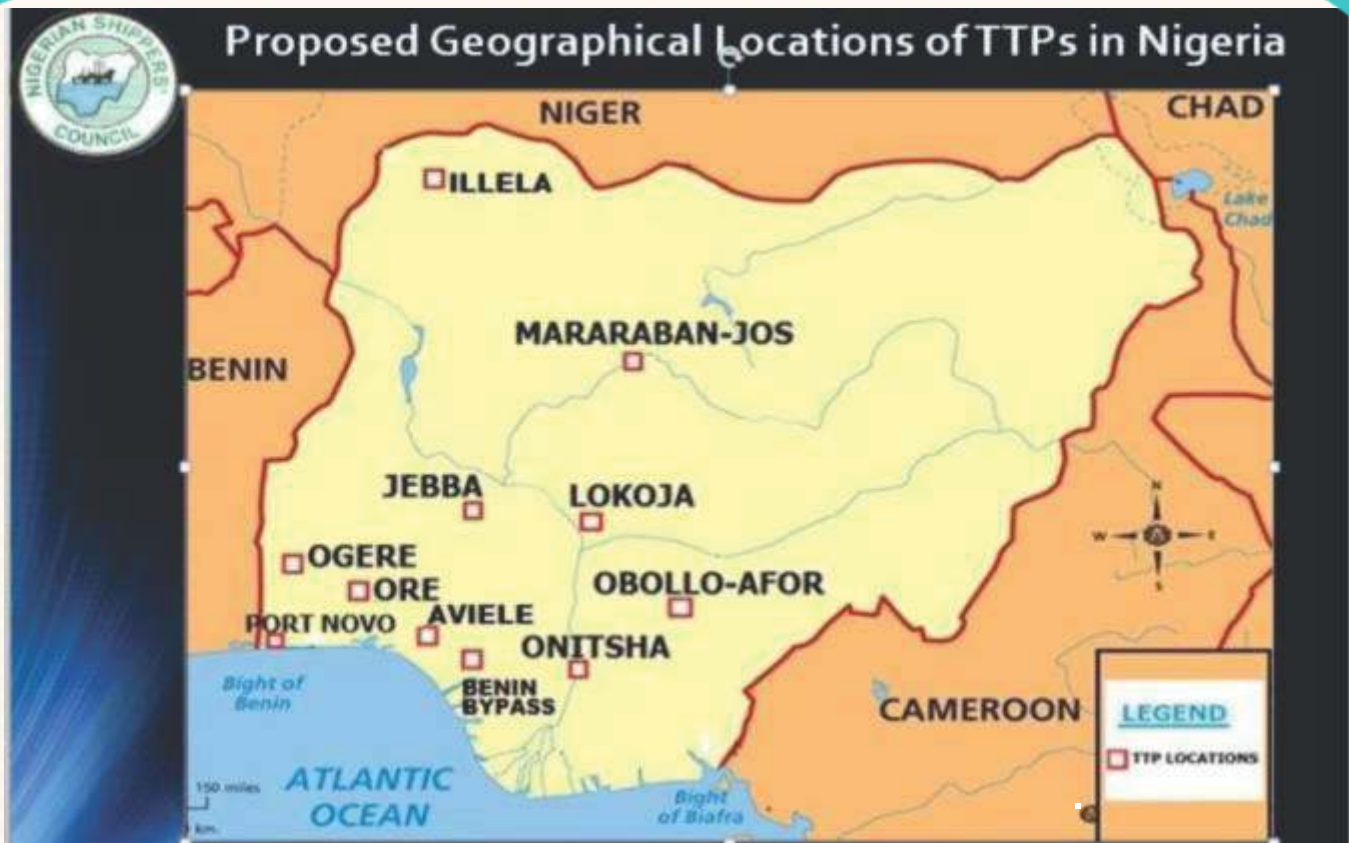 NIGERIAN SHIPPERS'
COUNCIL
Proposed Geographical Locations of TTPs in Nigeria
NIGER
CHAD
ILLELA
Lake
Chad
MARARABAN-JOS
BENIN
JEBBA
LOKOJA
N
W
E
S
OGERE
ORE
OBOLLO-AFOR
PORT NOVO
AVIELE
ONITSHA
Bight of
Benin
BENIN
BYPASS
CAMEROON
LEGEND
TTP LOCATIONS
150 miles
km.
ATLANTIC
OCEAN
Bight
of Biafra